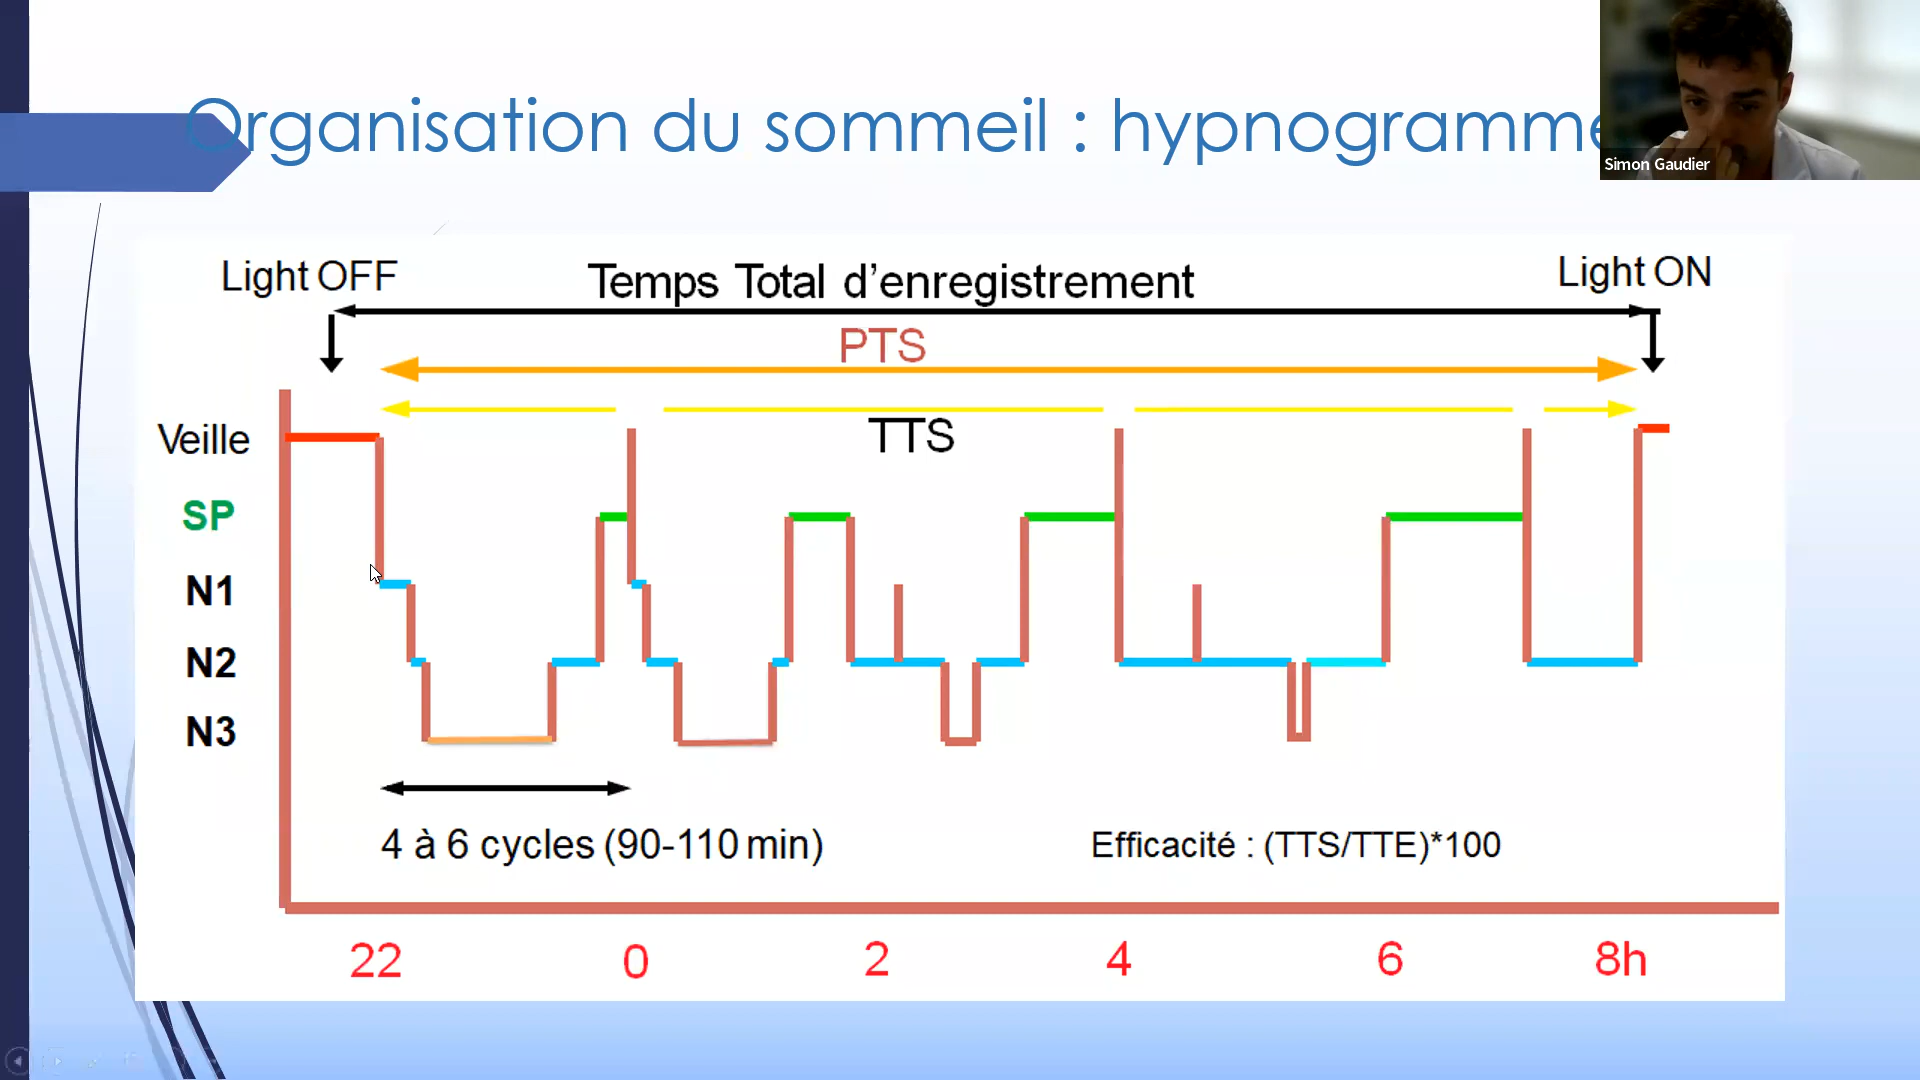 Organisation du sommeil : hypnogramme
Simon Gaudier
Light OFF
Temps Total d’enregistrement
Light ON
PTS
TTS
Veille
SP
N1
N2
N3
4 à 6 cycles (90-110 min)
Efficacité : (TTS/TTE)*100
22 0 2 4 6 8h